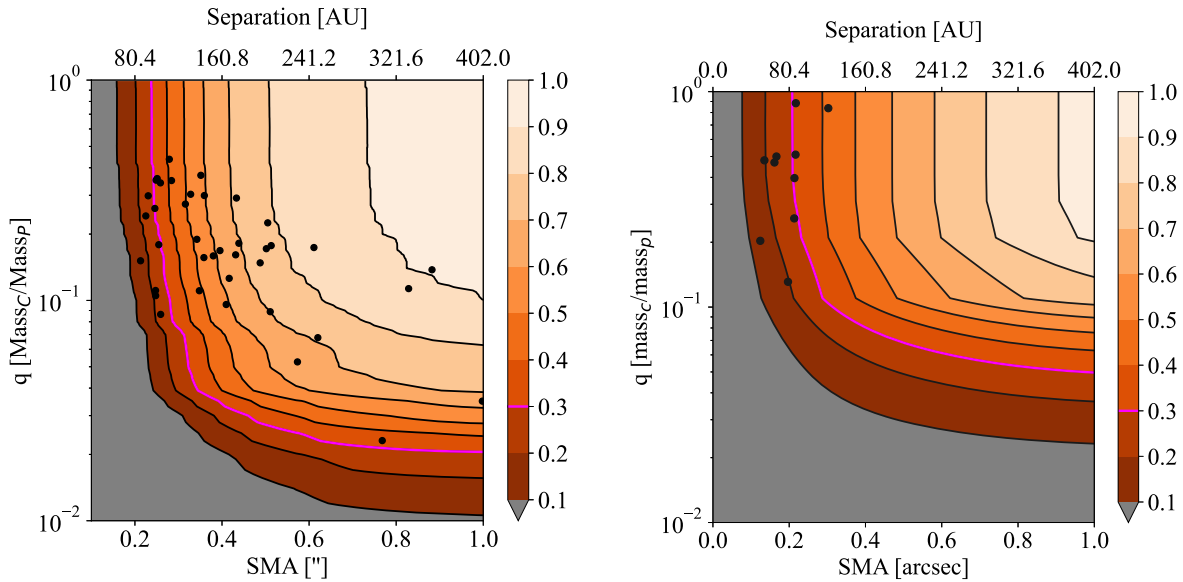 Separation [AU]
80.4 160.8 241.2 321.6 402.0
10^0
10^-1
10^-2
q [Mass_C/Mass_P]
0.2 0.4 0.6 0.8 1.0
SMA ["]
1.0
0.9
0.8
0.7
0.6
0.5
0.4
0.3
0.2
0.1
Separation [AU]
0.0 80.4 160.8 241.2 321.6 402.0
10^0
10^-1
10^-2
q [mass_c/mass_p]
0.0 0.2 0.4 0.6 0.8 1.0
SMA [arcsec]
1.0
0.9
0.8
0.7
0.6
0.5
0.4
0.3
0.2
0.1